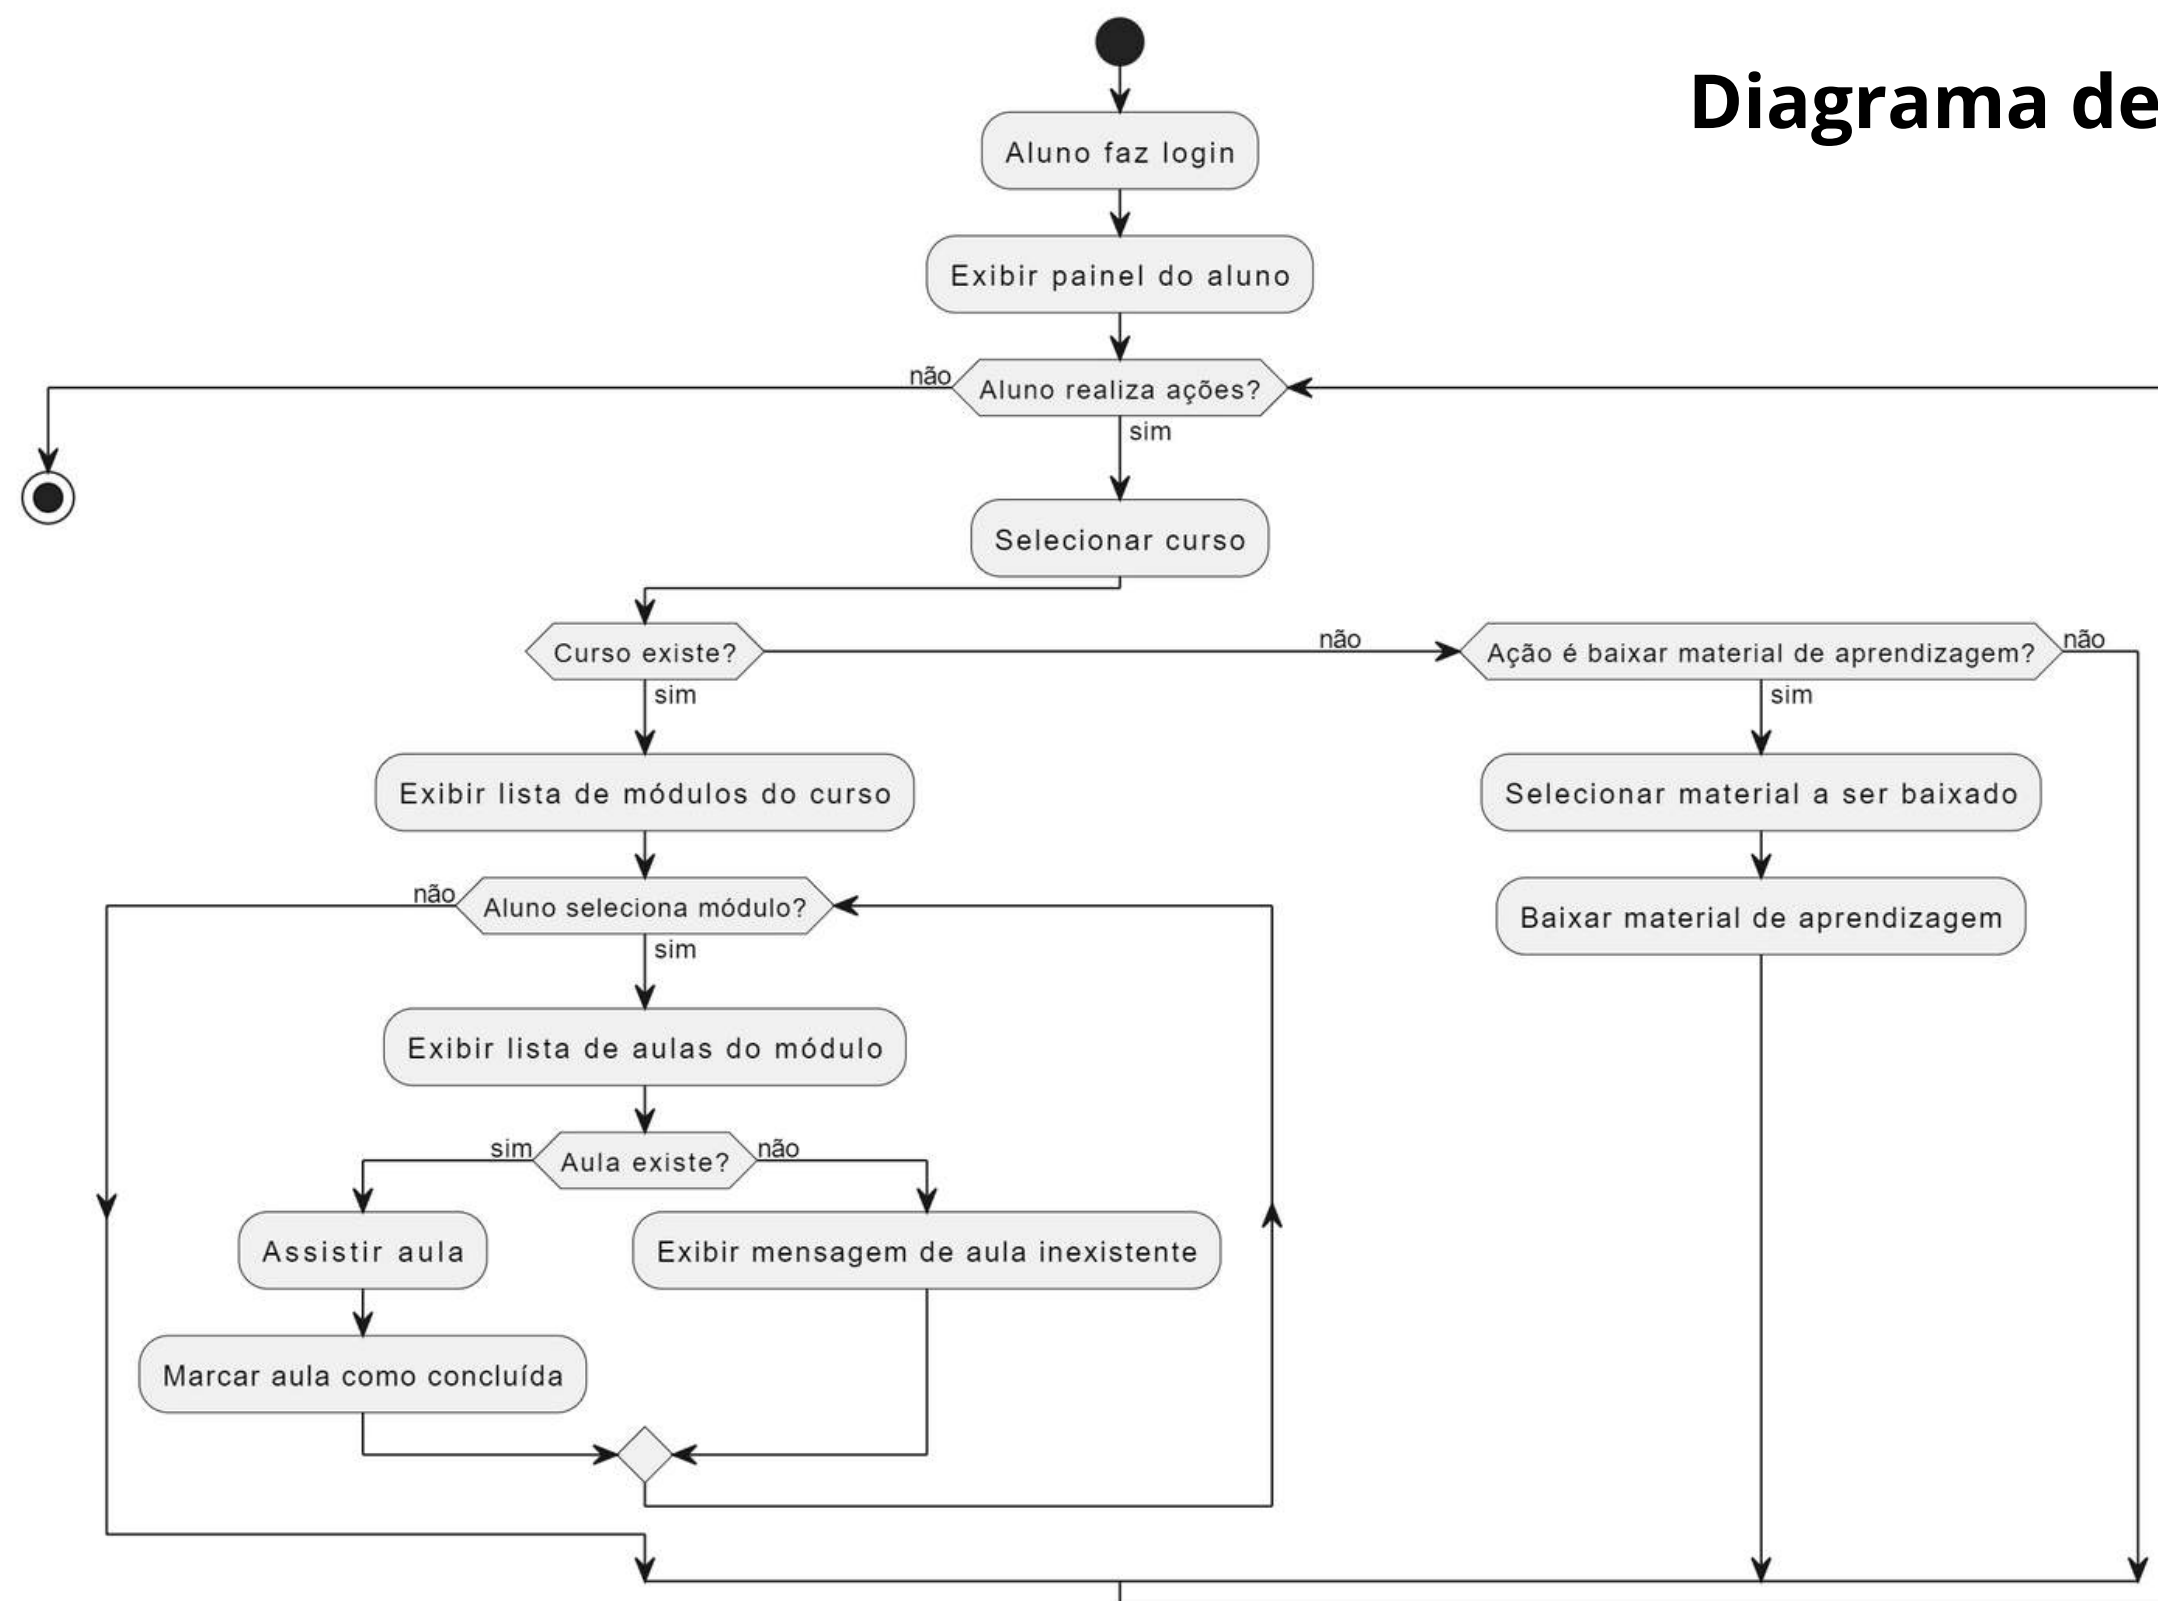 Diagrama de
Aluno faz login
Exibir painel do aluno
não
Aluno realiza ações?
sim
Selecionar curso
Curso existe?
não
Ação é baixar material de aprendizagem?
não
sim
sim
Exibir lista de módulos do curso
Selecionar material a ser baixado
não
Aluno seleciona módulo?
Baixar material de aprendizagem
sim
Exibir lista de aulas do módulo
sim
Aula existe?
não
Assistir aula
Exibir mensagem de aula inexistente
Marcar aula como concluída